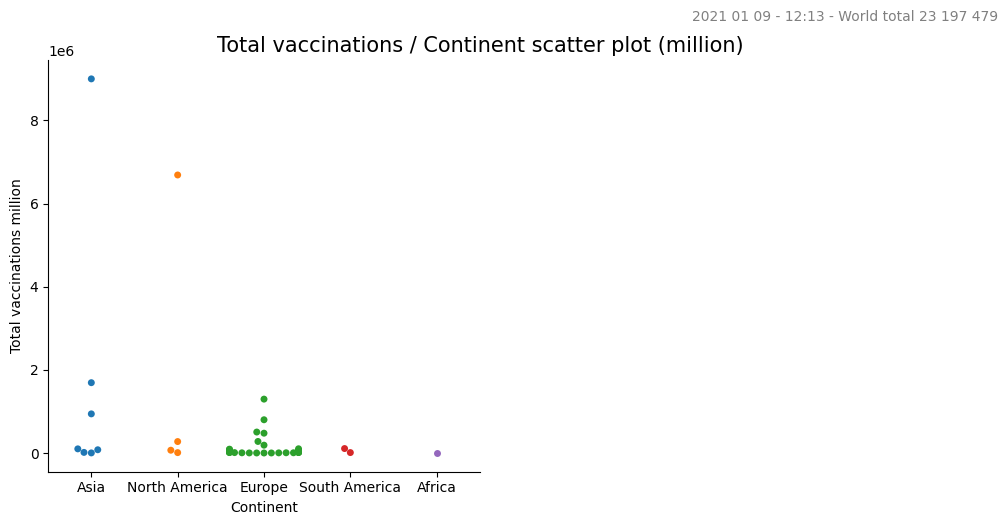 2021 01 09 - 12:13 - World total 23 197 479
Total vaccinations / Continent scatter plot (million)
1e6
8
6
4
2
0
Total vaccinations million
Asia North America Europe South America Africa
Continent